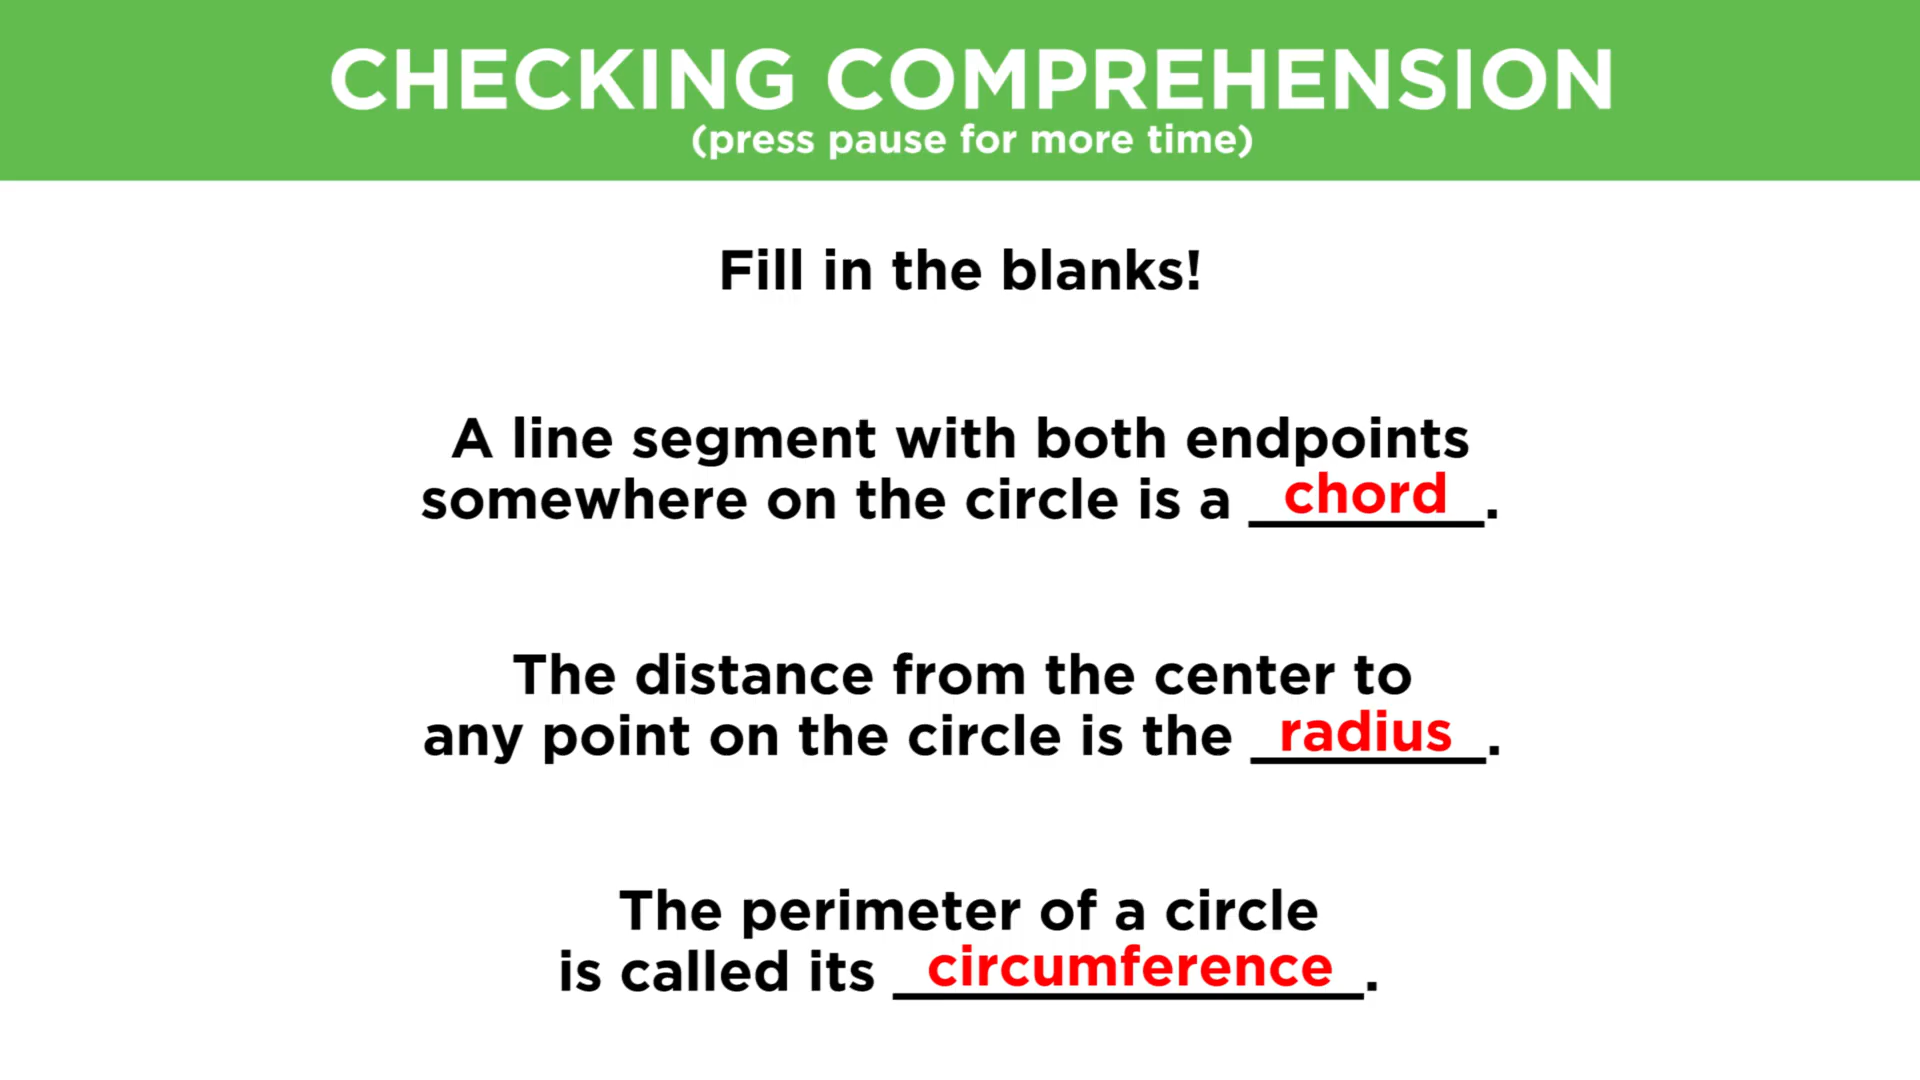 CHECKING COMPREHENSION
(press pause for more time)
Fill in the blanks!
A line segment with both endpoints
somewhere on the circle is a chord.
The distance from the center to
any point on the circle is the radius.
The perimeter of a circle
is called its circumference.